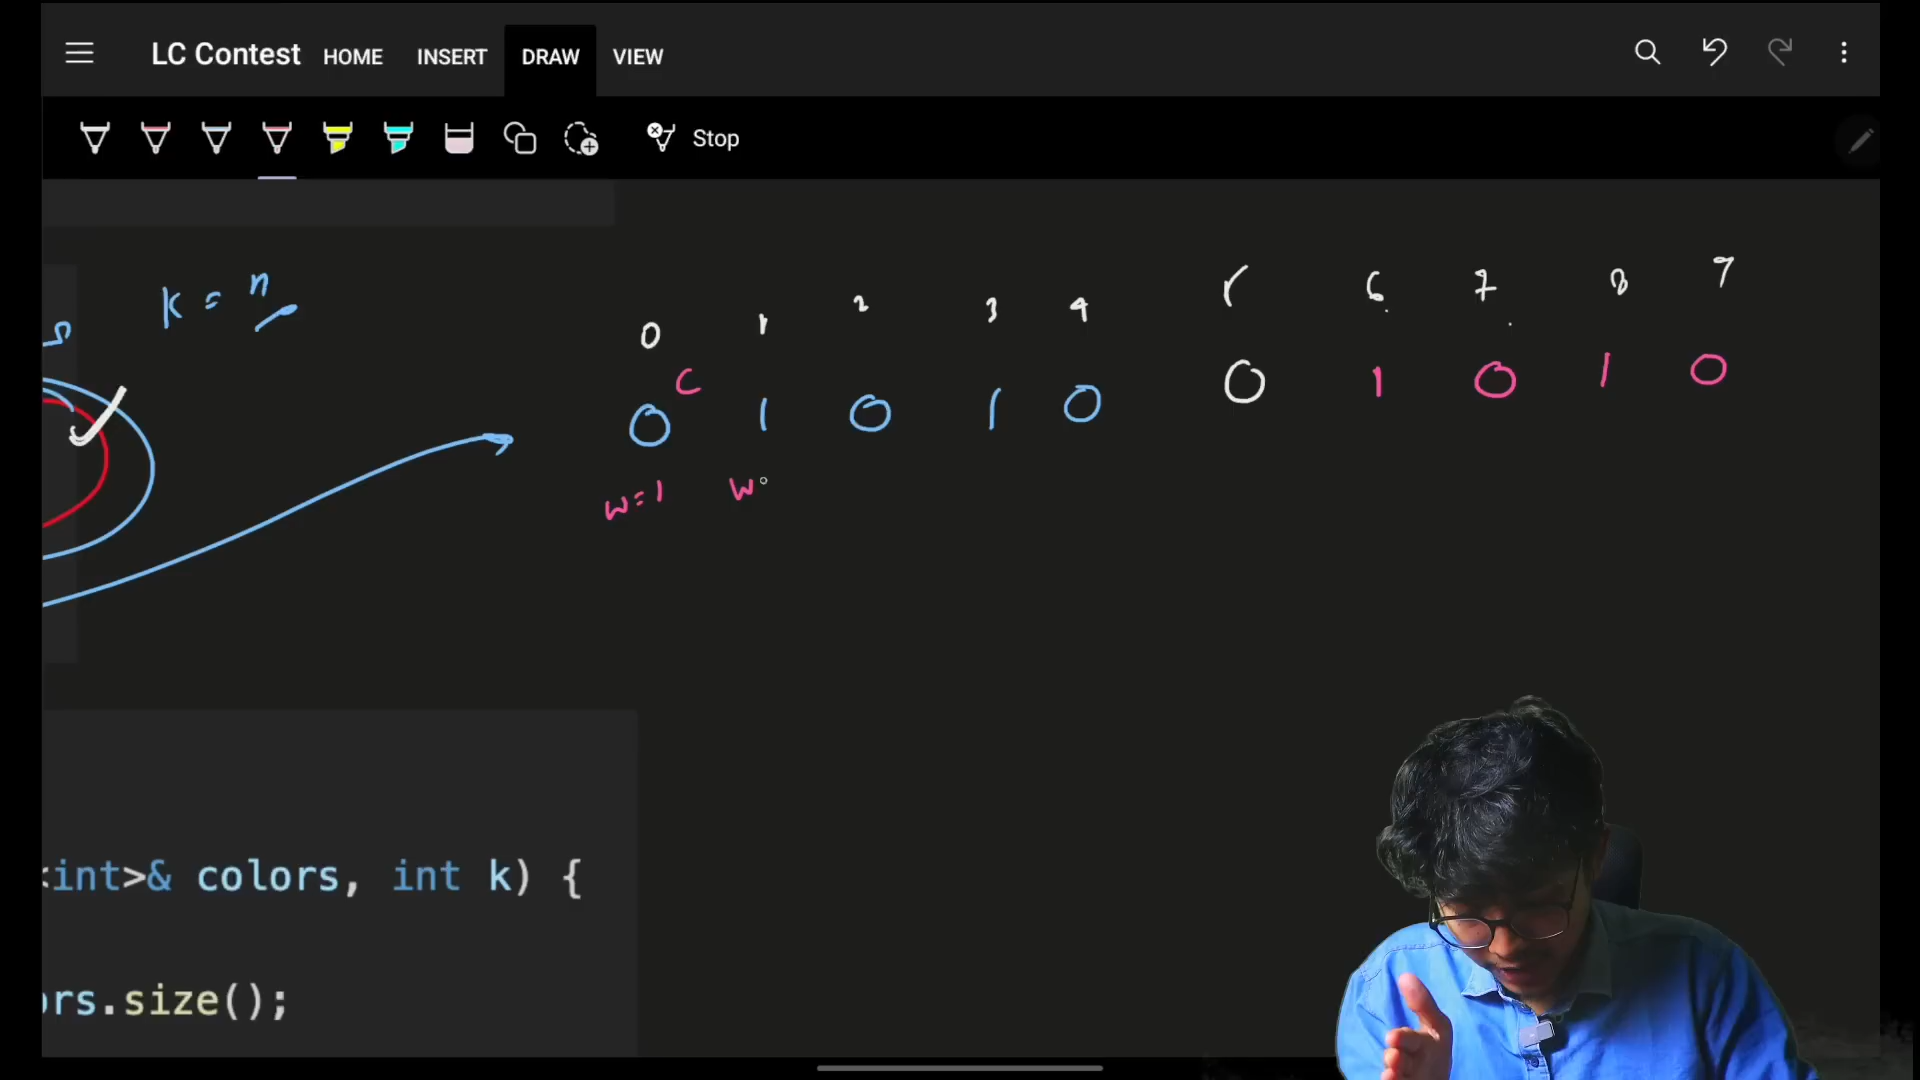 LC Contest HOME INSERT DRAW VIEW
Stop
K = n
0 1 2 3 4 5 6 7 8 9
0 C 1 0 1 0 0 1 0 1 0
W=1 W
<int>& colors, int k) {
ors.size();